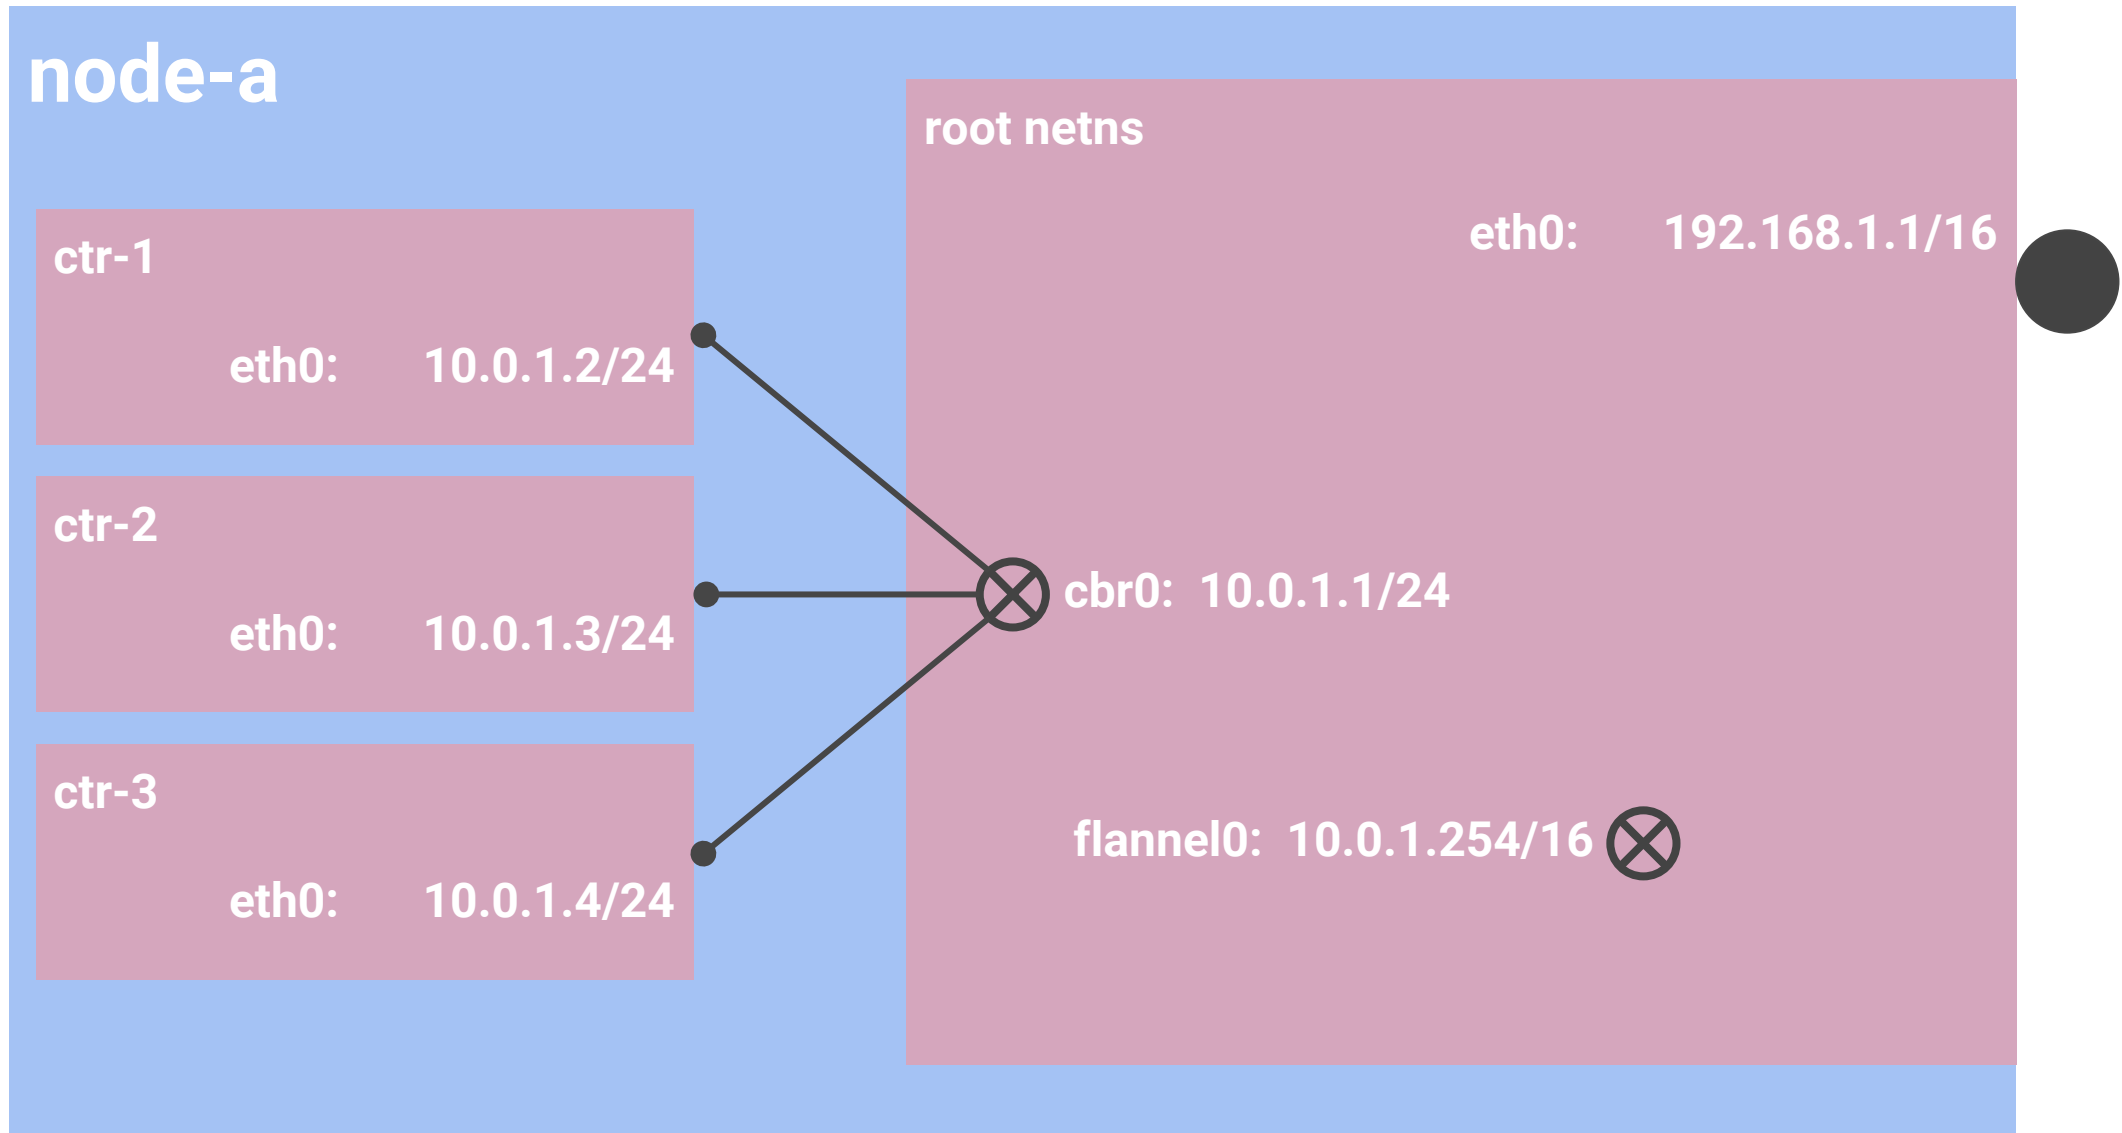 node-a
root netns
eth0: 192.168.1.1/16
ctr-1
eth0: 10.0.1.2/24
ctr-2
eth0: 10.0.1.3/24
cbr0: 10.0.1.1/24
ctr-3
eth0: 10.0.1.4/24
flannel0: 10.0.1.254/16